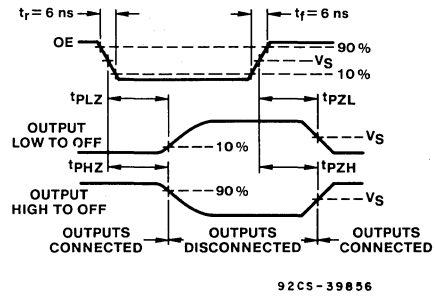 tr = 6 ns
tf = 6 ns
OE
90 %
VS
10 %
tPLZ
tPZL
OUTPUT
LOW TO OFF
10 %
VS
tPHZ
tPZH
OUTPUT
HIGH TO OFF
90 %
VS
OUTPUTS
CONNECTED
OUTPUTS
DISCONNECTED
OUTPUTS
CONNECTED
92CS-39856